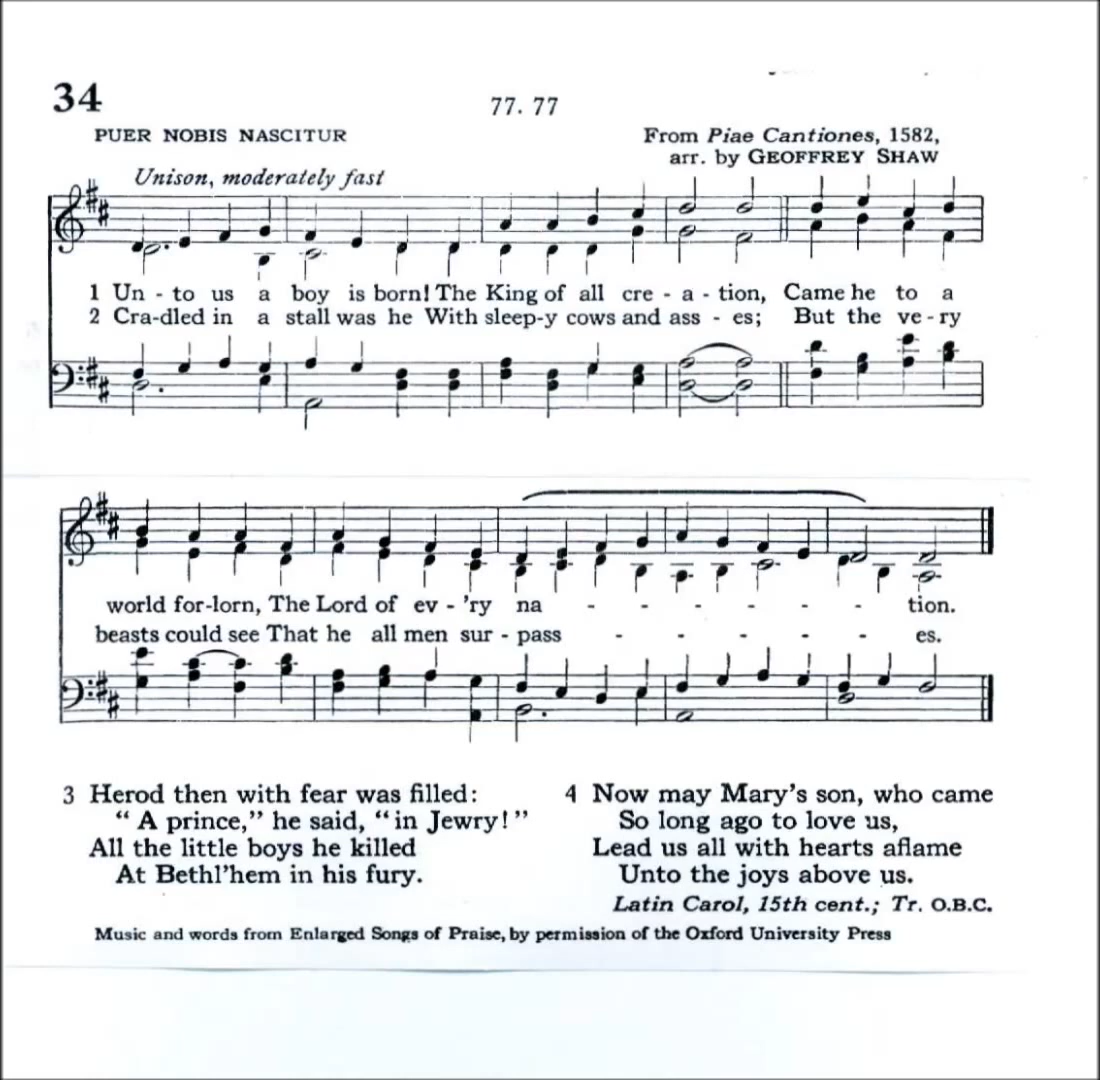 34
77. 77
PUER NOBIS NASCITUR
From Piae Cantiones, 1582,
arr. by GEOFFREY SHAW
Unison, moderately fast
1 Un - to us a boy is born! The King of all cre - a - tion, Came he to a
2 Cra-dled in a stall was he With sleep-y cows and ass - es; But the ve - ry
world for-lorn, The Lord of ev - 'ry na - - - - - - - tion.
beasts could see That he all men sur - pass - - - - - - es.
3 Herod then with fear was filled:
“ A prince,” he said, “ in Jewry! ”
All the little boys he killed
At Bethl'hem in his fury.
4 Now may Mary's son, who came
So long ago to love us,
Lead us all with hearts aflame
Unto the joys above us.
Latin Carol, 15th cent.; Tr. O.B.C.
Music and words from Enlarged Songs of Praise, by permission of the Oxford University Press